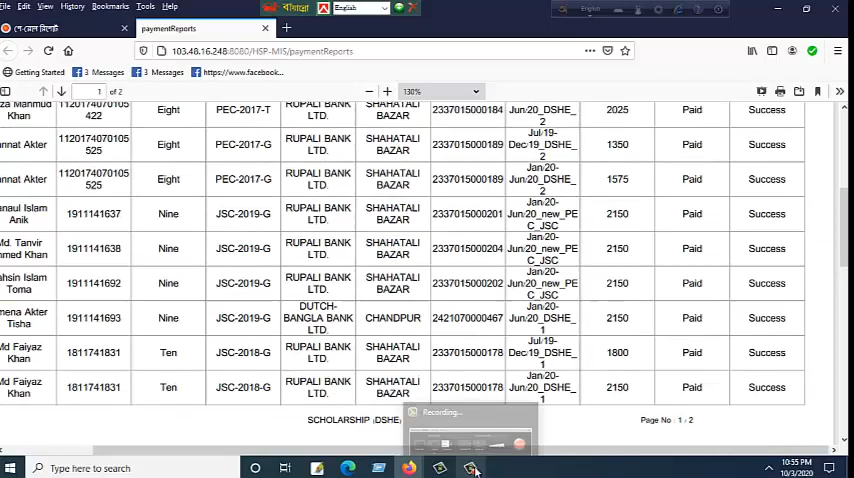 File Edit View History Bookmarks Tools Help
English
English
পে-রোল রিপোর্ট
paymentReports
103.48.16.248:8080/HSP-MIS/paymentReports
Getting Started 3 Messages 3 Messages https://www.facebook...
1 of 2 130%
Khan 11201740701054 22 Eight PEC-2017-T RUPALI BANK LTD. SHAHATALI BAZAR 2337015000184 Jun/20_DSHE_2 2025 Paid Success
nnat Akter 1120174070105525 Eight PEC-2017-G RUPALI BANK LTD. SHAHATALI BAZAR 2337015000189 Jul/19-Dec/19_DSHE_2 1350 Paid Success
nnat Akter 1120174070105525 Eight PEC-2017-G RUPALI BANK LTD. SHAHATALI BAZAR 2337015000189 Jan/20-Jun/20_DSHE_2 1575 Paid Success
anaul Islam Anik 1911141637 Nine JSC-2019-G RUPALI BANK LTD. SHAHATALI BAZAR 2337015000201 Jan/20-Jun/20_new_PEC_JSC 2150 Paid Success
Md. Tanvir hmed Khan 1911141638 Nine JSC-2019-G RUPALI BANK LTD. SHAHATALI BAZAR 2337015000204 Jan/20-Jun/20_new_PEC_JSC 2150 Paid Success
ahsin Islam Toma 1911141692 Nine JSC-2019-G RUPALI BANK LTD. SHAHATALI BAZAR 2337015000202 Jan/20-Jun/20_new_PEC_JSC 2150 Paid Success
mena Akter Tisha 1911141693 Nine JSC-2019-G DUTCH-BANGLA BANK LTD. CHANDPUR 2421070000467 Jan/20-Jun/20_DSHE_1 2150 Paid Success
Md Faiyaz Khan 1811741831 Ten JSC-2018-G RUPALI BANK LTD. SHAHATALI BAZAR 2337015000178 Jul/19-Dec/19_DSHE_1 1800 Paid Success
Md Faiyaz Khan 1811741831 Ten JSC-2018-G RUPALI BANK LTD. SHAHATALI BAZAR 2337015000178 Jan/20-Jun/20_DSHE_1 2150 Paid Success
SCHOLARSHIP (DSHE) Page No : 1 / 2
Recording...
Type here to search
10:55 PM
10/3/2020